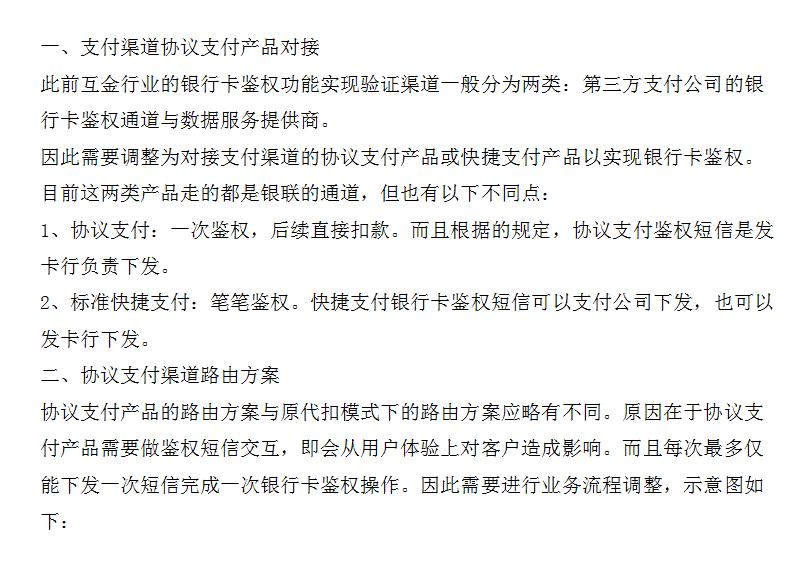 一、支付渠道协议支付产品对接
此前互金行业的银行卡鉴权功能实现验证渠道一般分为两类：第三方支付公司的银
行卡鉴权通道与数据服务提供商。
因此需要调整为对接支付渠道的协议支付产品或快捷支付产品以实现银行卡鉴权。
目前这两类产品走的都是银联的通道，但也有以下不同点：
1、协议支付：一次鉴权，后续直接扣款。而且根据的规定，协议支付鉴权短信是发
卡行负责下发。
2、标准快捷支付：笔笔鉴权。快捷支付银行卡鉴权短信可以支付公司下发，也可以
发卡行下发。
二、协议支付渠道路由方案
协议支付产品的路由方案与原代扣模式下的路由方案应略有不同。原因在于协议支
付产品需要做鉴权短信交互，即会从用户体验上对客户造成影响。而且每次最多仅
能下发一次短信完成一次银行卡鉴权操作。因此需要进行业务流程调整，示意图如
下：